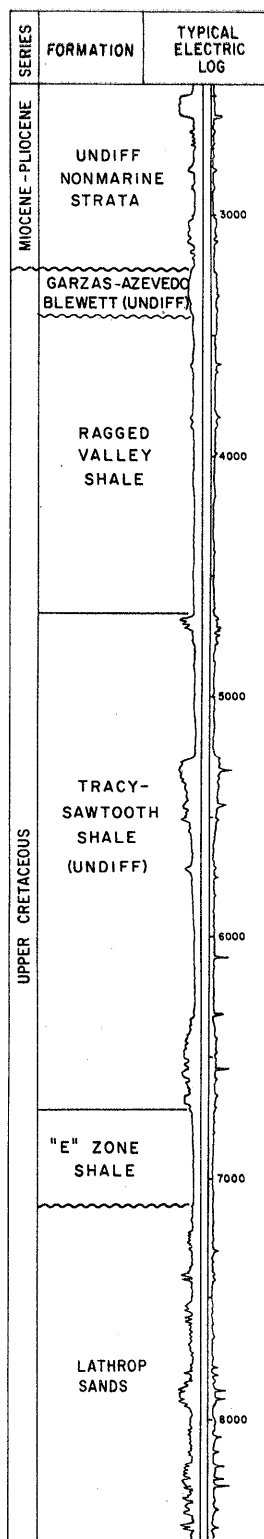 SERIES
FORMATION
TYPICAL
ELECTRIC
LOG
MIOCENE-PLIOCENE
UNDIFF
NONMARINE
STRATA
3000
GARZAS-AZEVEDO
BLEWETT (UNDIFF)
RAGGED
VALLEY
SHALE
4000
UPPER CRETACEOUS
5000
TRACY-
SAWTOOTH
SHALE
(UNDIFF)
6000
"E" ZONE
SHALE
7000
LATHROP
SANDS
8000